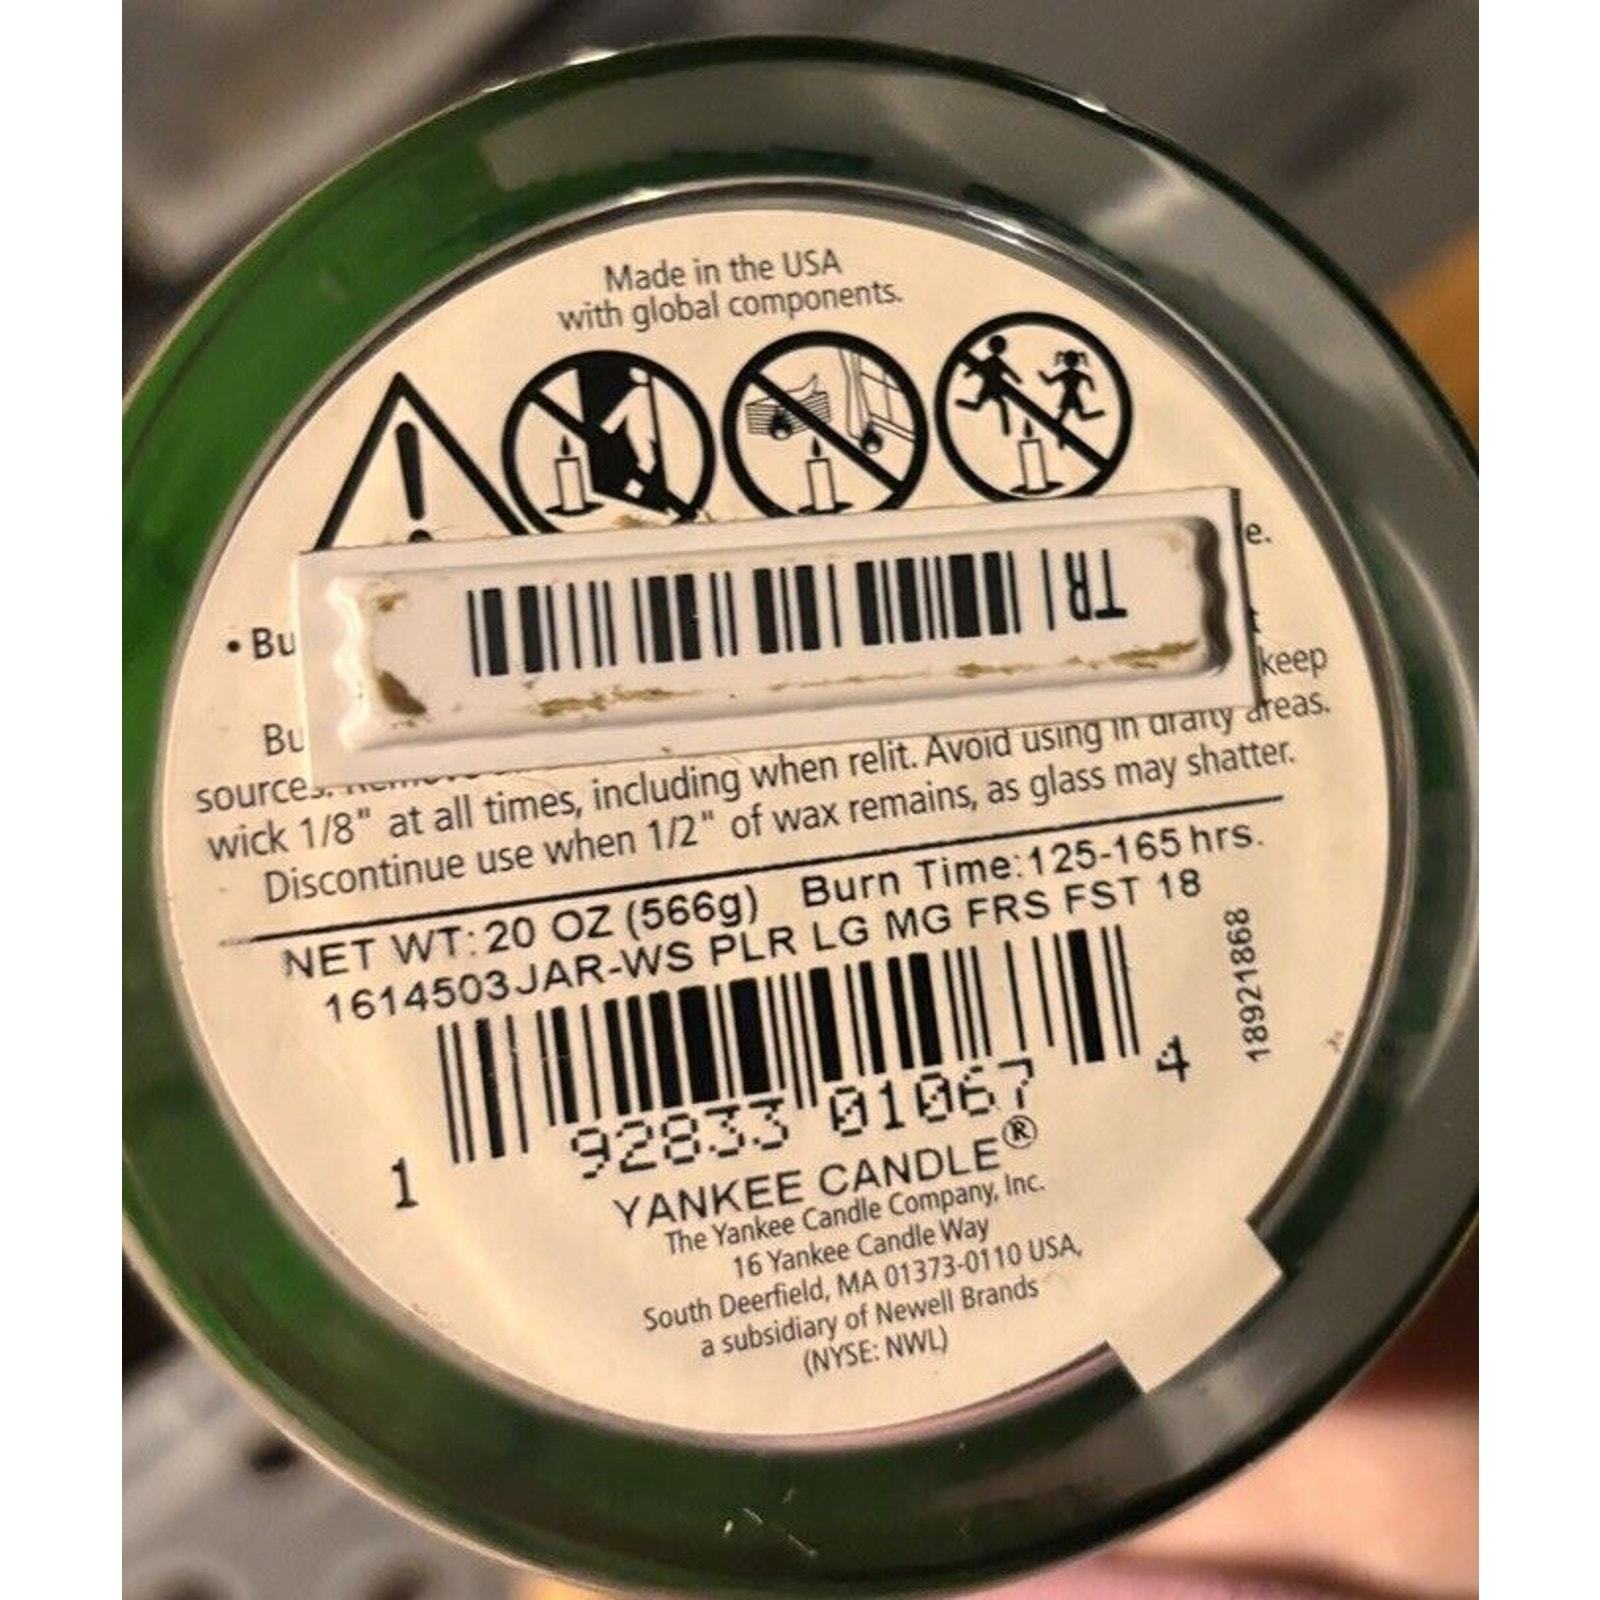 Made in the USA
with global components.
TR
e.
• Bu
keep
Bu
areas.
sources.
Avoid using in drafty
wick 1/8" at all times, including when relit.
Discontinue use when 1/2" of wax remains, as glass may shatter.
NET WT:20 OZ (566g) Burn Time:125-165 hrs.
1614503JAR-WS PLR LG MG FRS FST 18
18921868
1 92833 01067 4
YANKEE CANDLE®
The Yankee Candle Company, Inc.
16 Yankee Candle Way
South Deerfield, MA 01373-0110 USA,
a subsidiary of Newell Brands
(NYSE: NWL)